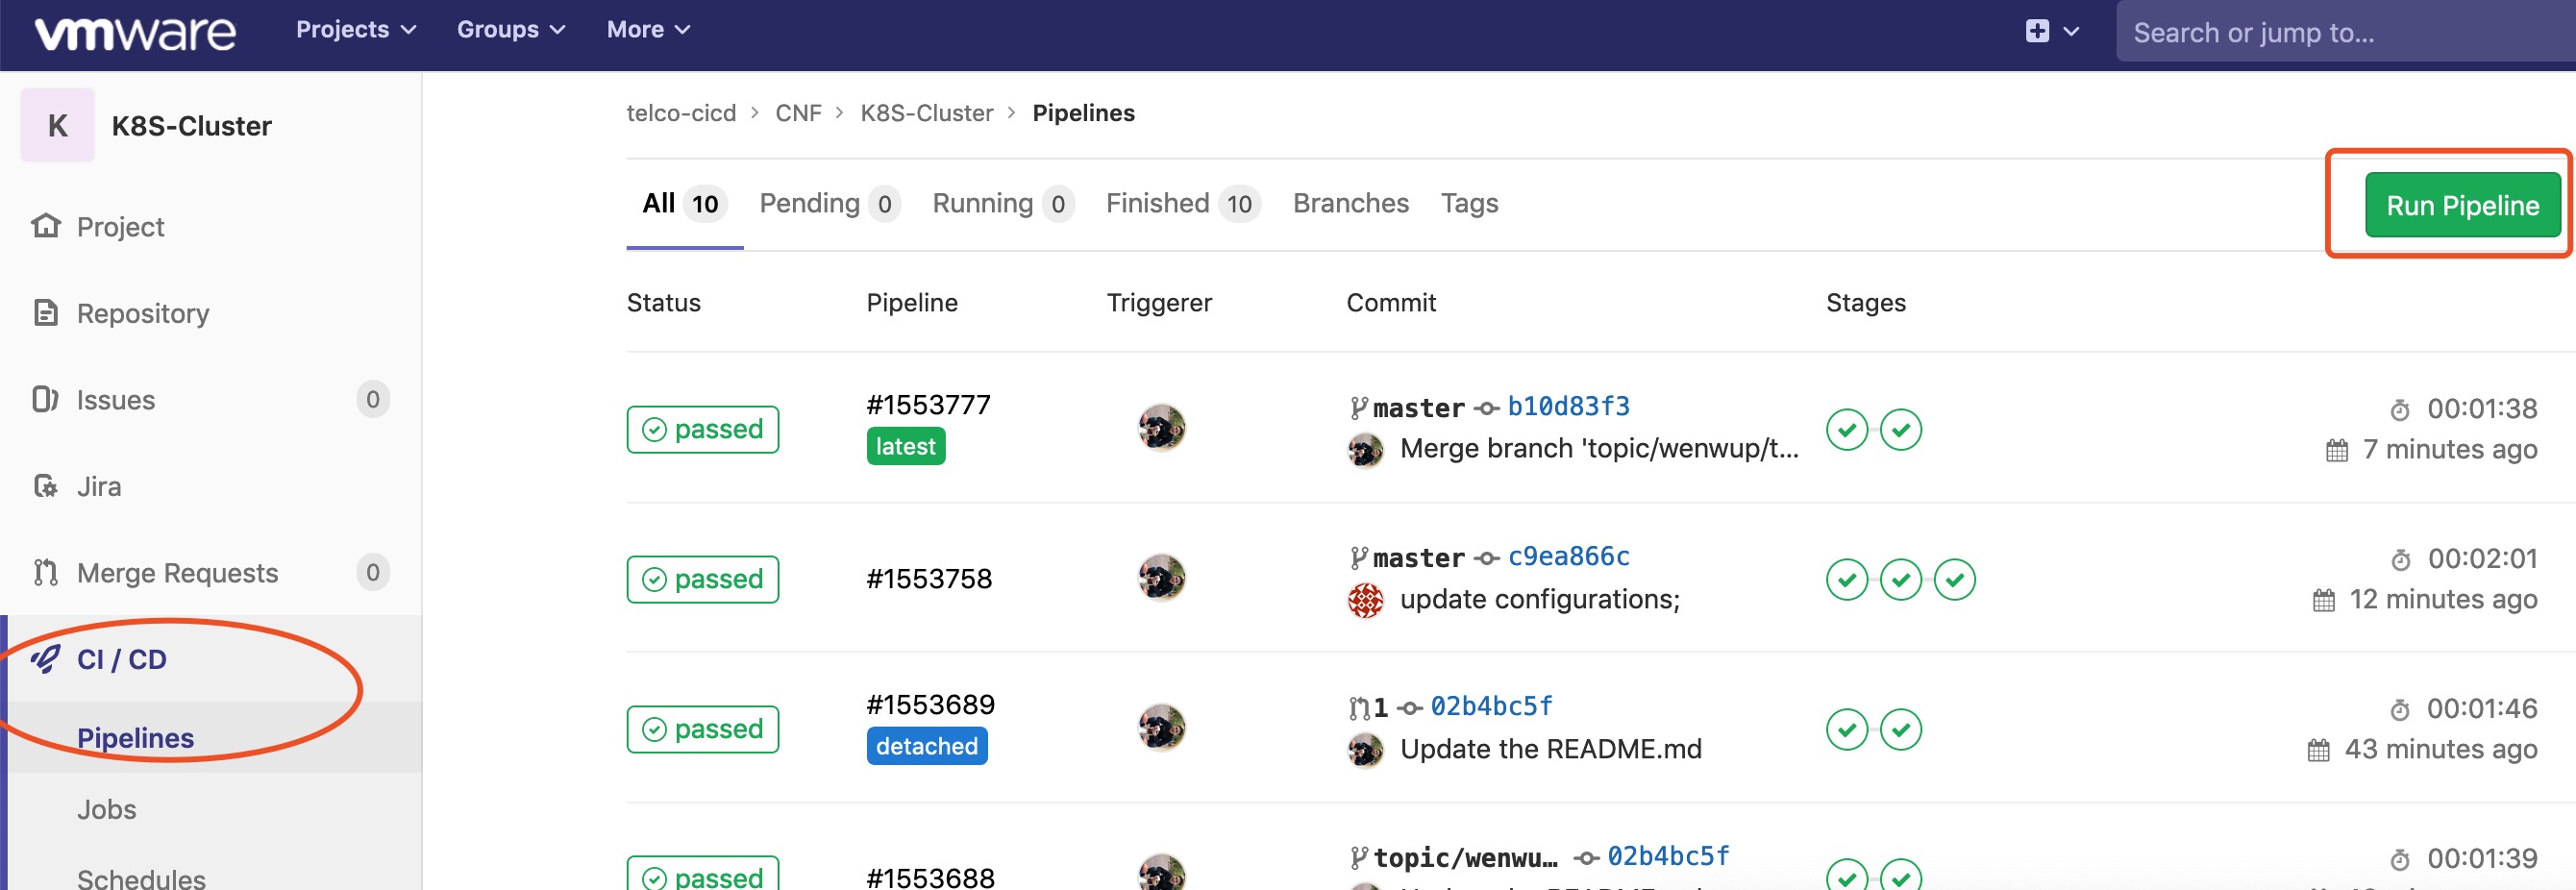 vmware Projects Groups More Search or jump to...
K K8S-Cluster
Project
Repository
Issues 0
Jira
Merge Requests 0
CI / CD
Pipelines
Jobs
Schedules
telco-cicd > CNF > K8S-Cluster > Pipelines
All 10 Pending 0 Running 0 Finished 10 Branches Tags
Run Pipeline
Status Pipeline Triggerer Commit Stages
passed #1553777 master b10d83f3 00:01:38
latest Merge branch 'topic/wenwup/t... 7 minutes ago
passed #1553758 master c9ea866c 00:02:01
update configurations; 12 minutes ago
passed #1553689 1 02b4bc5f 00:01:46
detached Update the README.md 43 minutes ago
passed #1553688 topic/wenwu… 02b4bc5f 00:01:39